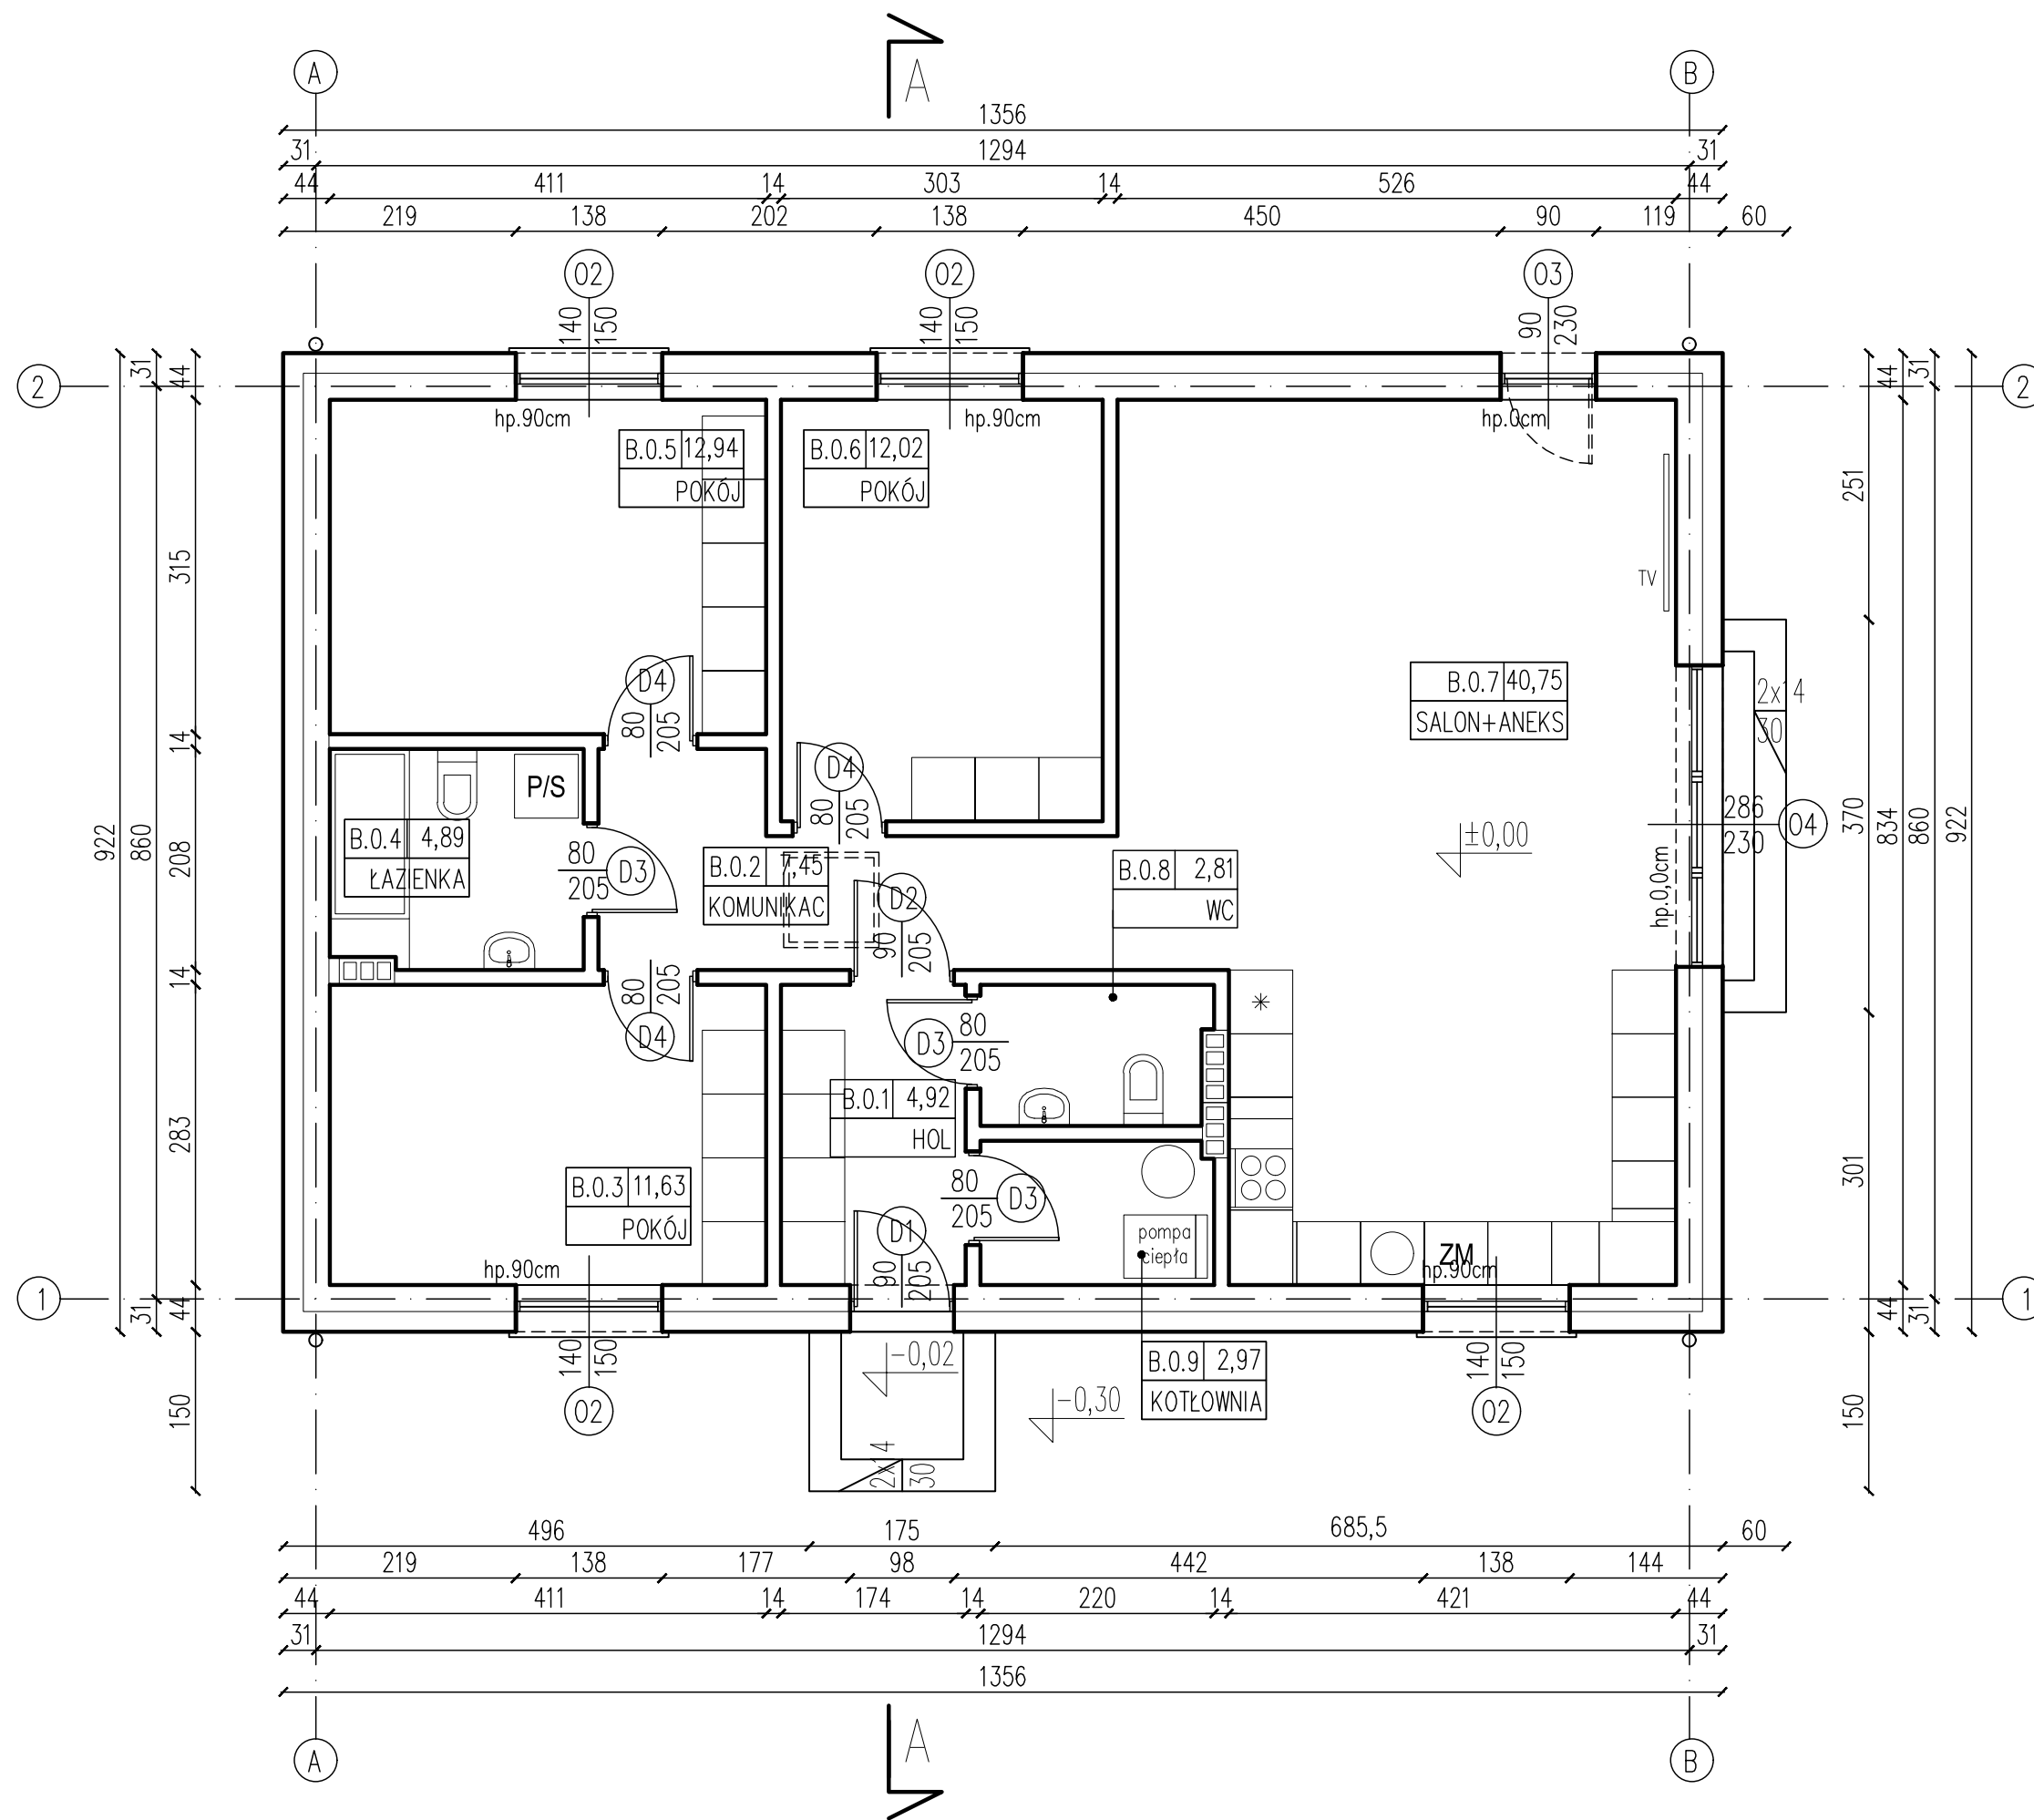 A
A
B
1356
31
1294
31
44
411
14
303
14
526
44
219
138
202
138
450
90
119
60
02
02
03
140
150
140
150
90
230
2
2
31
44
44
31
hp.90cm
hp.90cm
hp.0cm
B.0.5
12,94
POKÓJ
B.0.6
12,02
POKÓJ
251
315
TV
D4
80
205
B.0.7
40,75
SALON+ANEKS
2x14
30
14
D4
80
205
P/S
922
860
208
B.0.4
4,89
ŁAZIENKA
80
205
D3
B.0.2
7,45
KOMUNIKAC
D2
90
205
B.0.8
2,81
WC
±0,00
hp.0,0cm
286
230
04
370
834
860
922
14
80
205
D4
D3
80
205
283
B.0.1
4,92
HOL
B.0.3
11,63
POKÓJ
80
205
D3
301
pompa
ciepła
D1
90
205
hp.90cm
ZM
hp.90cm
1
1
44
31
44
31
140
150
02
-0,02
-0,30
B.0.9
2,97
KOTŁOWNIA
140
150
02
150
150
2x14
30
496
175
685,5
60
219
138
177
98
442
138
144
44
411
14
174
14
220
14
421
44
31
1294
31
1356
A
A
B